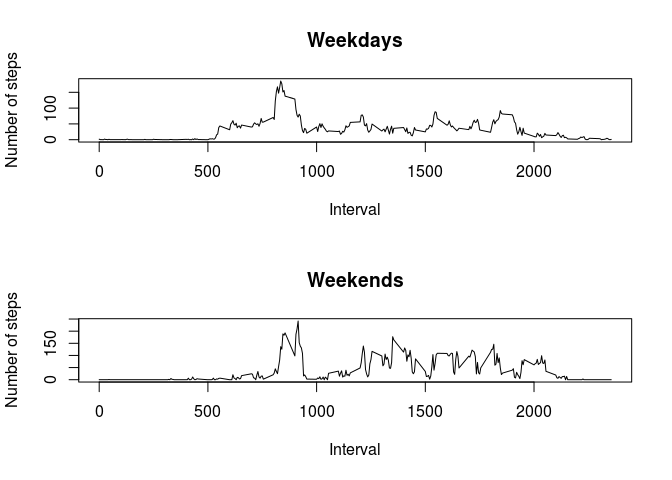 Weekdays
Number of steps
100
0
0 500 1000 1500 2000
Interval
Weekends
Number of steps
150
0
0 500 1000 1500 2000
Interval